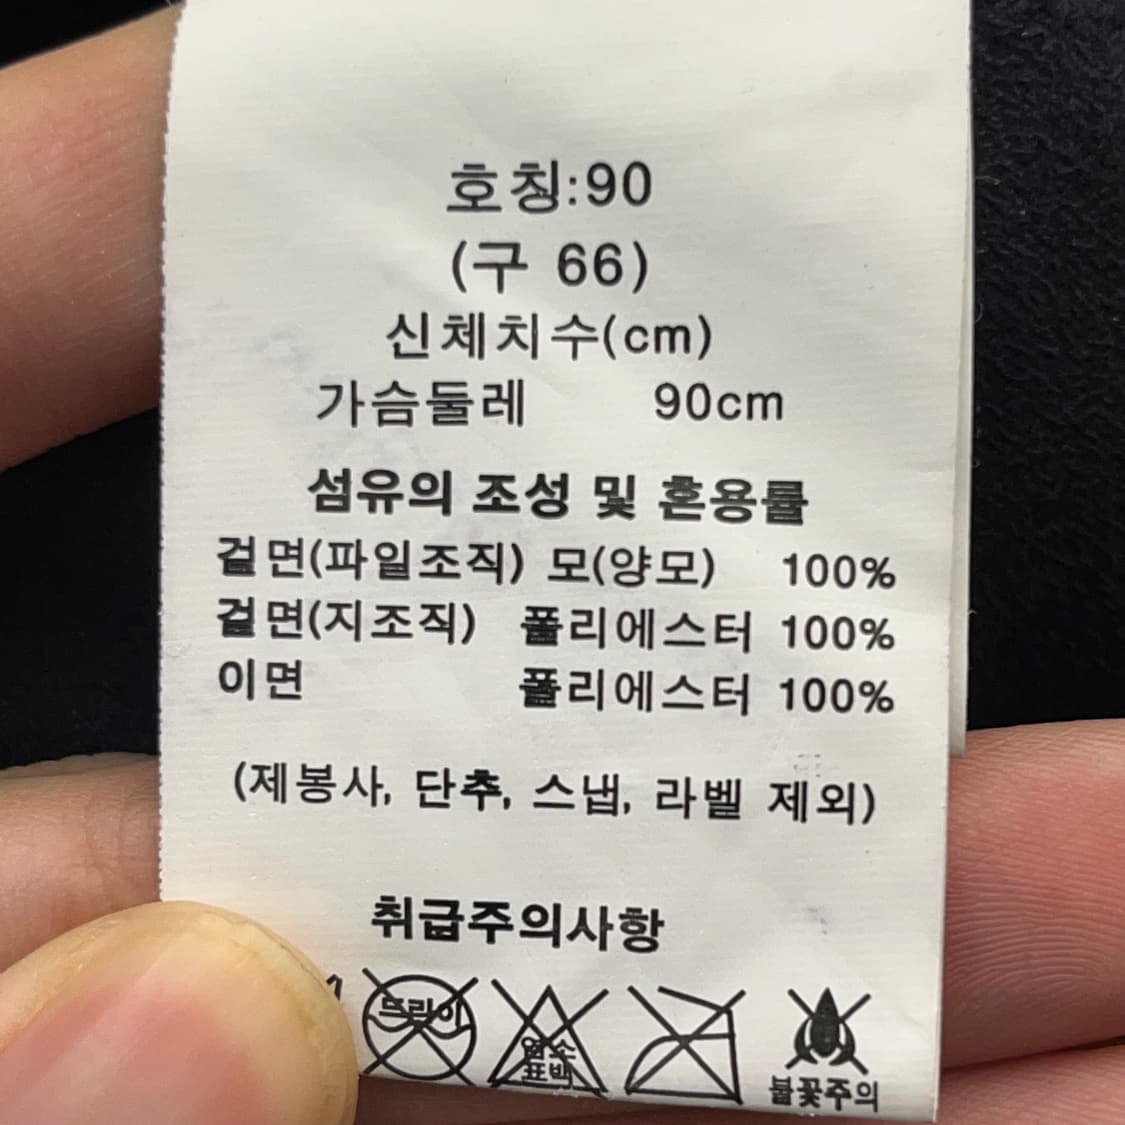 호칭:90
(구 66)
신체치수(cm)
가슴둘레 90cm
섬유의 조성 및 혼용률
겉면(파일조직) 모(양모) 100%
겉면(지조직) 폴리에스터 100%
이면 폴리에스터 100%
(제봉사, 단추, 스냅, 라벨 제외)
취급주의사항
드라이
염소
표백
불꽃주의